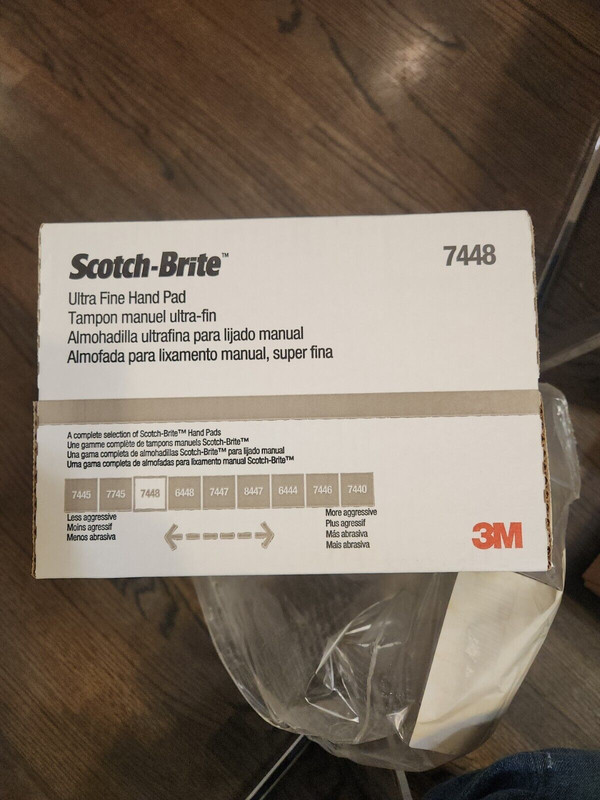 Scotch-Brite™ 7448
Ultra Fine Hand Pad
Tampon manuel ultra-fin
Almohadilla ultrafina para lijado manual
Almofada para lixamento manual, super fina
A complete selection of Scotch-Brite™ Hand Pads
Une gamme complète de tampons manuels Scotch-Brite™
Una gama completa de almohadillas Scotch-Brite™ para lijado manual
Uma gama completa de almofadas para lixamento manual Scotch-Brite™
7445 7745 7448 6448 7447 8447 6444 7446 7440
Less aggressive
Moins agressif
Menos abrasiva
More aggressive
Plus agressif
Más abrasiva
Mais abrasiva
3M